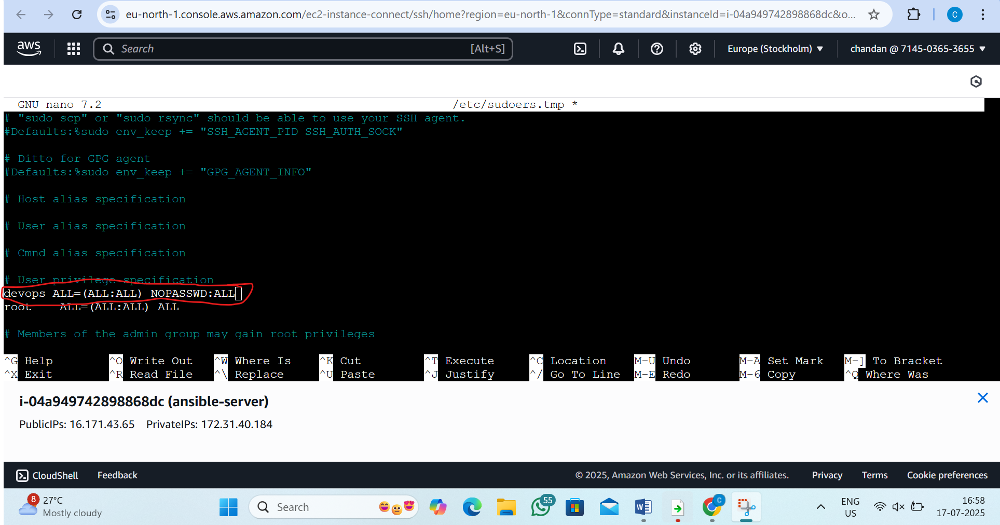 eu-north-1.console.aws.amazon.com/ec2-instance-connect/ssh/home?region=eu-north-1&connType=standard&instanceId=i-04a949742898868dc&o...
C
aws
Search [Alt+S]
Europe (Stockholm) ▼
chandan @ 7145-0365-3655 ▼
GNU nano 7.2 /etc/sudoers.tmp *
# "sudo scp" or "sudo rsync" should be able to use your SSH agent.
#Defaults:%sudo env_keep += "SSH_AGENT_PID SSH_AUTH_SOCK"
# Ditto for GPG agent
#Defaults:%sudo env_keep += "GPG_AGENT_INFO"
# Host alias specification
# User alias specification
# Cmnd alias specification
# User privilege specification
devops ALL=(ALL:ALL) NOPASSWD:ALL
root    ALL=(ALL:ALL) ALL
# Members of the admin group may gain root privileges
^G Help ^O Write Out ^W Where Is ^K Cut ^T Execute ^C Location M-U Undo M-A Set Mark M-] To Bracket
^X Exit ^R Read File ^\ Replace ^U Paste ^J Justify ^/ Go To Line M-E Redo M-6 Copy ^Q Where Was
i-04a949742898868dc (ansible-server)
PublicIPs: 16.171.43.65 PrivateIPs: 172.31.40.184
CloudShell Feedback © 2025, Amazon Web Services, Inc. or its affiliates. Privacy Terms Cookie preferences
8
27°C
Mostly cloudy
Search
55
W
C
ENG
US
16:58
17-07-2025